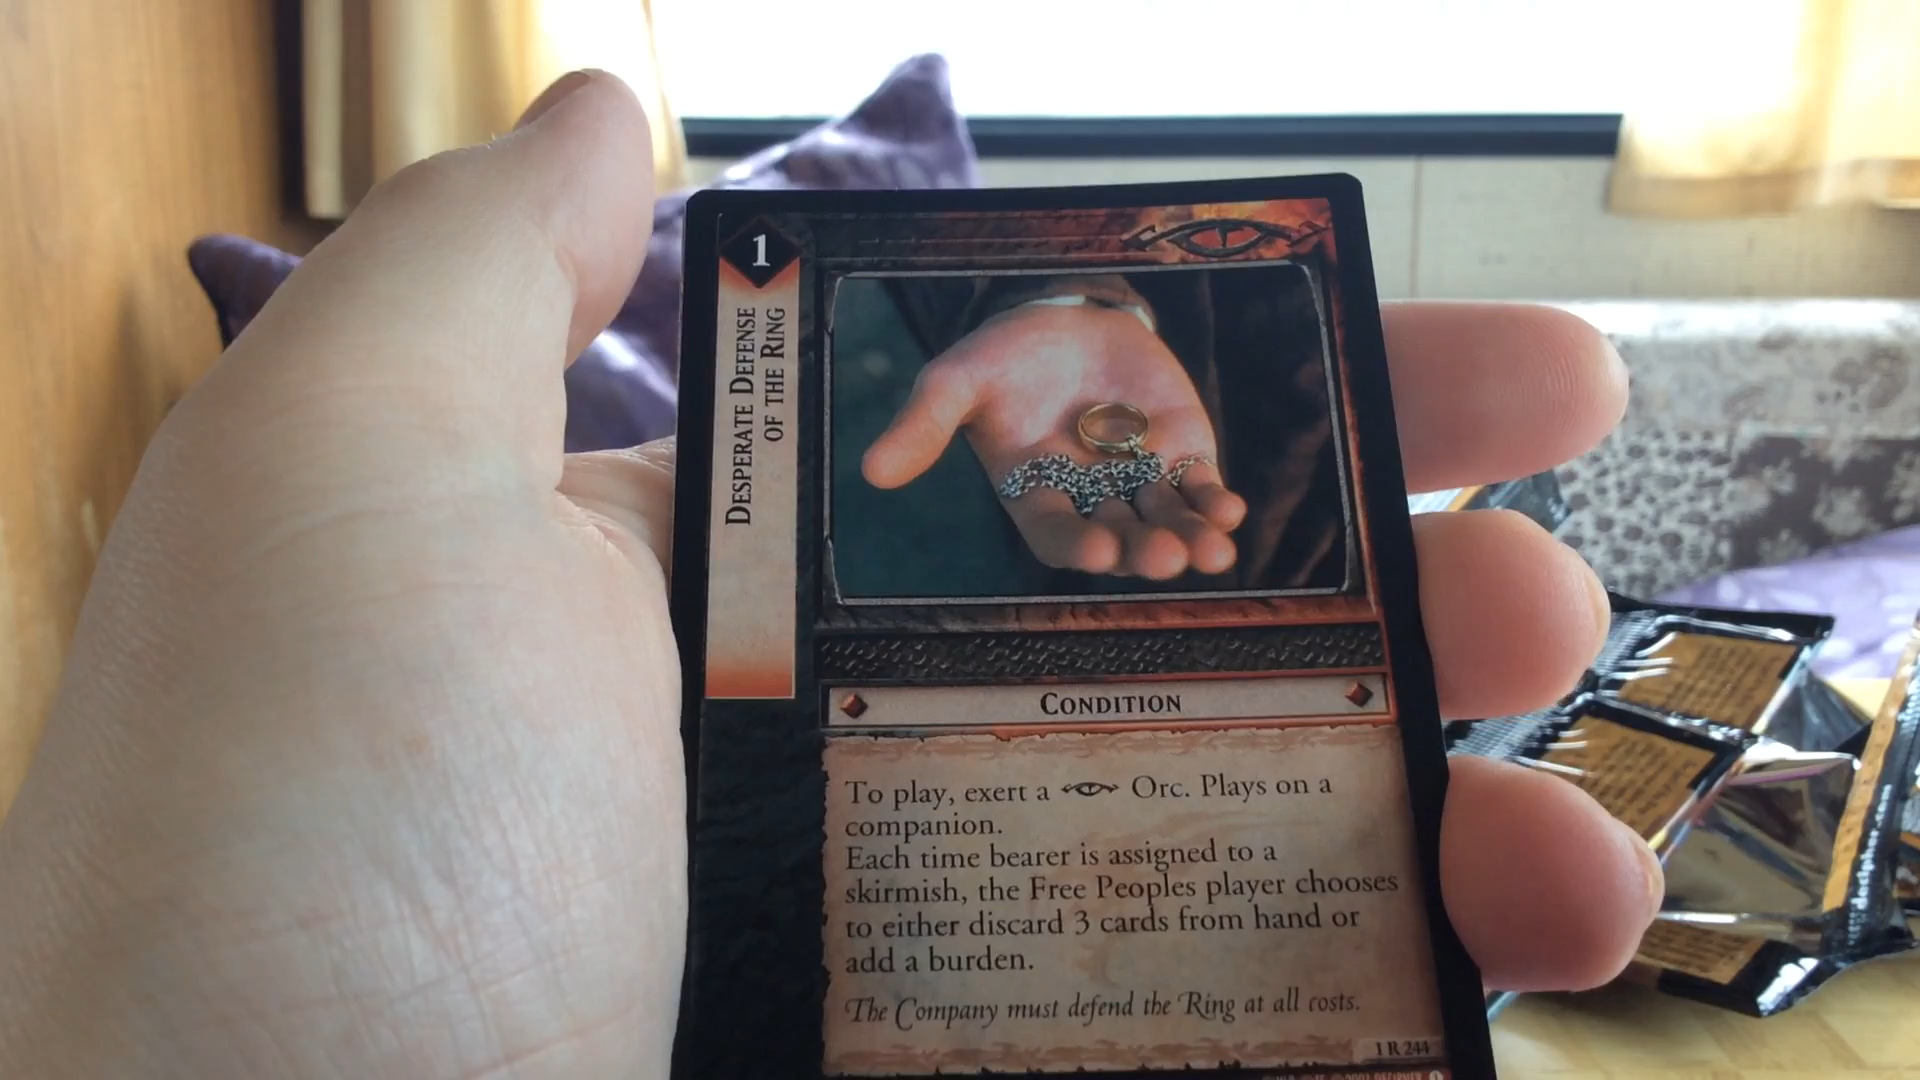 1
DESPERATE DEFENSE
OF THE RING
CONDITION
To play, exert a Orc. Plays on a
companion.
Each time bearer is assigned to a
skirmish, the Free Peoples player chooses
to either discard 3 cards from hand or
add a burden.
The Company must defend the Ring at all costs.
1 R 244
decipher.com